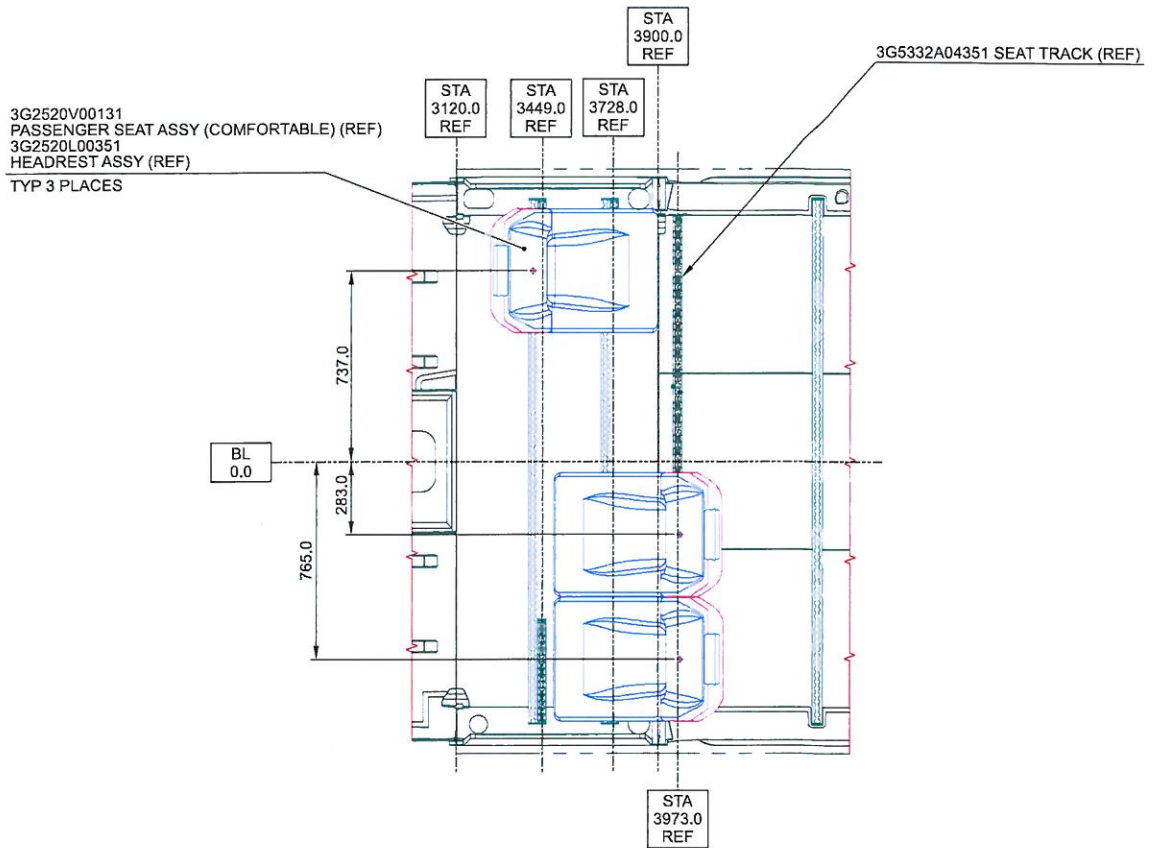 STA
3900.0
REF
3G5332A04351 SEAT TRACK (REF)
STA
3120.0
REF
STA
3449.0
REF
STA
3728.0
REF
3G2520V00131
PASSENGER SEAT ASSY (COMFORTABLE) (REF)
3G2520L00351
HEADREST ASSY (REF)
TYP 3 PLACES
737.0
BL
0.0
283.0
765.0
STA
3973.0
REF